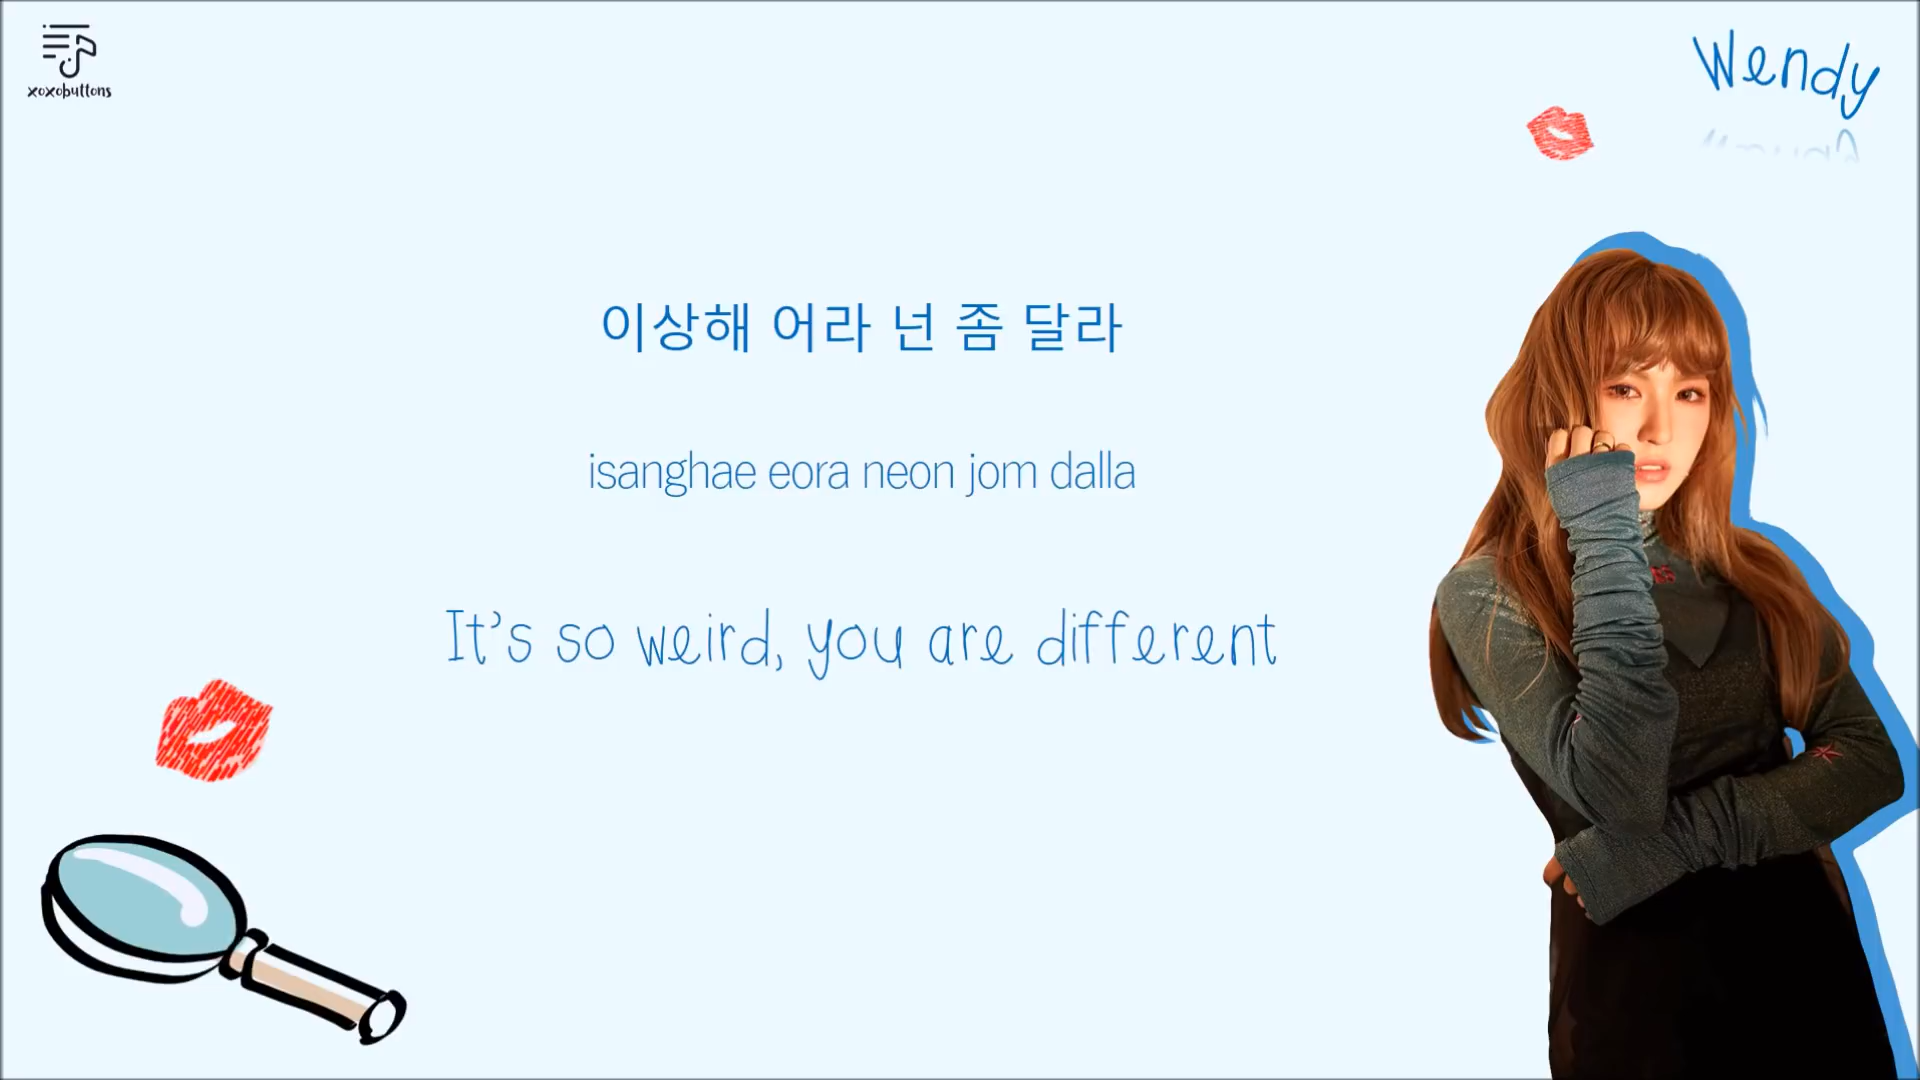 xoxobuttons
Wendy
이상해 어라 넌 좀 달라
isanghae eora neon jom dalla
It's so weird, you are different